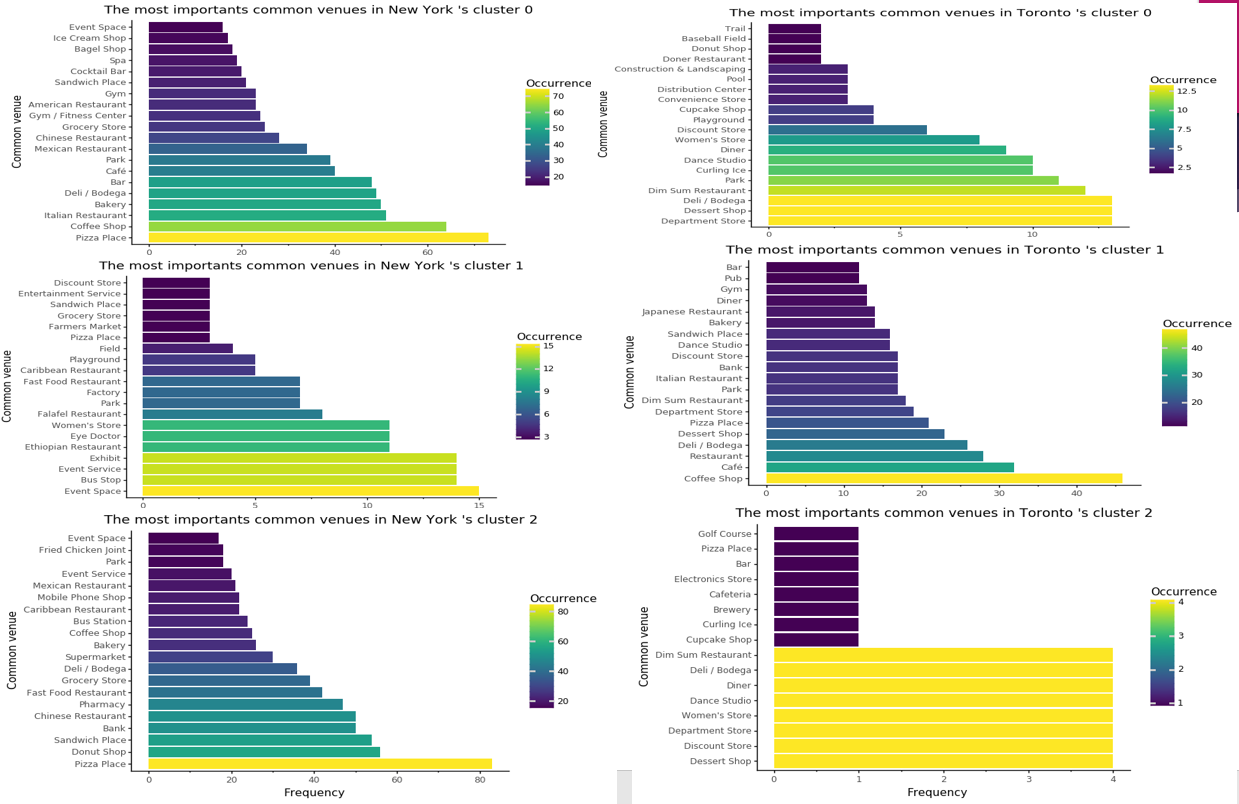 The most importants common venues in New York 's cluster 0
Common venue
Event Space
Ice Cream Shop
Bagel Shop
Spa
Cocktail Bar
Sandwich Place
Gym
American Restaurant
Gym / Fitness Center
Grocery Store
Chinese Restaurant
Mexican Restaurant
Park
Café
Bar
Deli / Bodega
Bakery
Italian Restaurant
Coffee Shop
Pizza Place
0 20 40 60
Occurrence
70
60
50
40
30
20
The most importants common venues in Toronto 's cluster 0
Common venue
Trail
Baseball Field
Donut Shop
Doner Restaurant
Construction & Landscaping
Pool
Distribution Center
Convenience Store
Cupcake Shop
Playground
Discount Store
Women's Store
Diner
Dance Studio
Curling Ice
Park
Dim Sum Restaurant
Deli / Bodega
Dessert Shop
Department Store
0 5 10
Occurrence
12.5
10.0
7.5
5.0
2.5
The most importants common venues in New York 's cluster 1
Common venue
Discount Store
Entertainment Service
Sandwich Place
Grocery Store
Farmers Market
Pizza Place
Field
Playground
Caribbean Restaurant
Fast Food Restaurant
Factory
Park
Falafel Restaurant
Women's Store
Eye Doctor
Ethiopian Restaurant
Exhibit
Event Service
Bus Stop
Event Space
0 5 10 15
Occurrence
15
12
9
6
3
The most importants common venues in Toronto 's cluster 1
Common venue
Bar
Pub
Gym
Diner
Japanese Restaurant
Bakery
Sandwich Place
Dance Studio
Discount Store
Bank
Italian Restaurant
Park
Dim Sum Restaurant
Department Store
Pizza Place
Dessert Shop
Deli / Bodega
Restaurant
Café
Coffee Shop
0 10 20 30 40
Occurrence
40
30
20
The most importants common venues in New York 's cluster 2
Common venue
Event Space
Fried Chicken Joint
Park
Event Service
Mexican Restaurant
Mobile Phone Shop
Caribbean Restaurant
Bus Station
Coffee Shop
Bakery
Supermarket
Deli / Bodega
Grocery Store
Fast Food Restaurant
Pharmacy
Chinese Restaurant
Bank
Sandwich Place
Donut Shop
Pizza Place
0 20 40 60 80
Frequency
Occurrence
80
60
40
20
The most importants common venues in Toronto 's cluster 2
Common venue
Golf Course
Pizza Place
Bar
Electronics Store
Cafeteria
Brewery
Curling Ice
Cupcake Shop
Dim Sum Restaurant
Deli / Bodega
Diner
Dance Studio
Women's Store
Department Store
Discount Store
Dessert Shop
0 1 2 3 4
Frequency
Occurrence
4
3
2
1